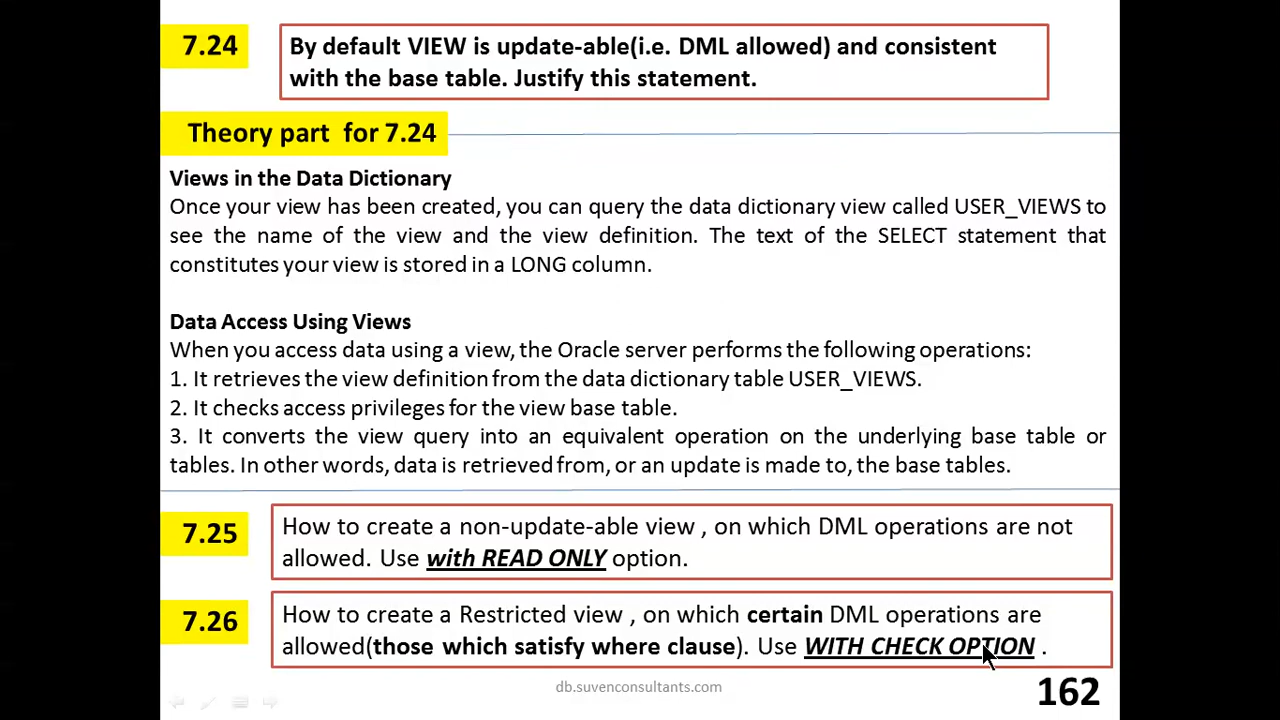 7.24
By default VIEW is update-able(i.e. DML allowed) and consistent
with the base table. Justify this statement.
Theory part for 7.24
Views in the Data Dictionary
Once your view has been created, you can query the data dictionary view called USER_VIEWS to
see the name of the view and the view definition. The text of the SELECT statement that
constitutes your view is stored in a LONG column.
Data Access Using Views
When you access data using a view, the Oracle server performs the following operations:
1. It retrieves the view definition from the data dictionary table USER_VIEWS.
2. It checks access privileges for the view base table.
3. It converts the view query into an equivalent operation on the underlying base table or
tables. In other words, data is retrieved from, or an update is made to, the base tables.
7.25
How to create a non-update-able view , on which DML operations are not
allowed. Use with READ ONLY option.
7.26
How to create a Restricted view , on which certain DML operations are
allowed(those which satisfy where clause). Use WITH CHECK OPTION .
db.suvenconsultants.com
162